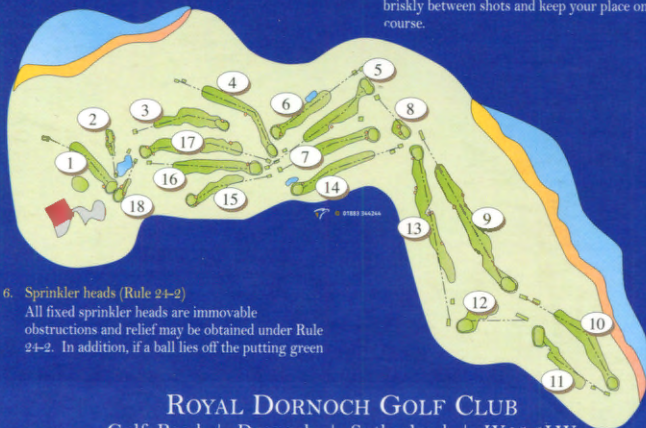 briskly between shots and keep your place on
course.
4
5
3
6
8
2
17
7
1
16
14
15
18
9
13
01883 344244
12
10
11
6. Sprinkler heads (Rule 24-2)
All fixed sprinkler heads are immovable
obstructions and relief may be obtained under Rule
24-2. In addition, if a ball lies off the putting green
ROYAL DORNOCH GOLF CLUB